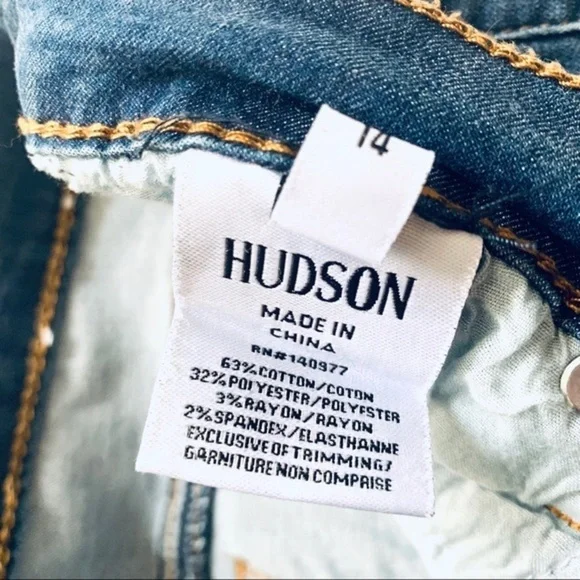 14
HUDSON
MADE IN
CHINA
RN#140977
63% COTTON/COTON
32% POLYESTER/POLYESTER
3% RAYON/RAYON
2% SPANDEX/ELASTHANNE
EXCLUSIVE OF TRIMMINGS
GARNITURE NON COMPRISE